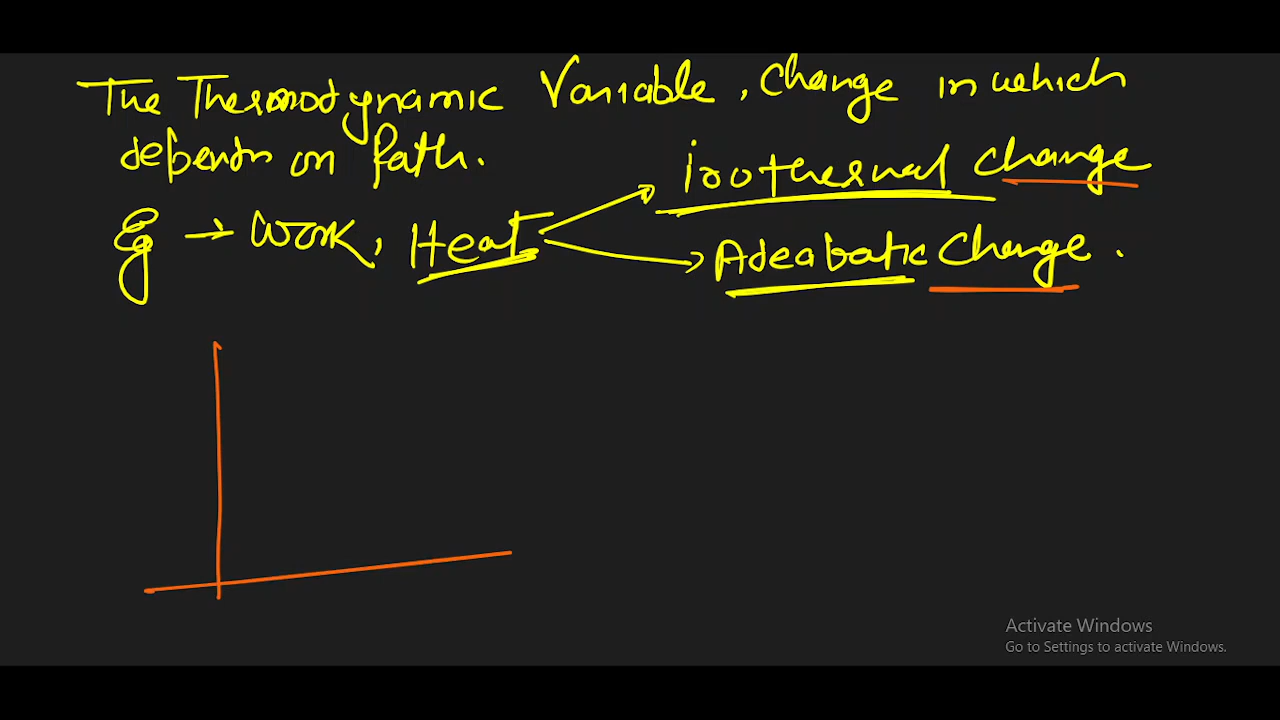 The Thermodynamic Variable, Change in which
depends on Path.
isothermal change
Eg → Work, Heat
Adeabatic Change.
Activate Windows
Go to Settings to activate Windows.